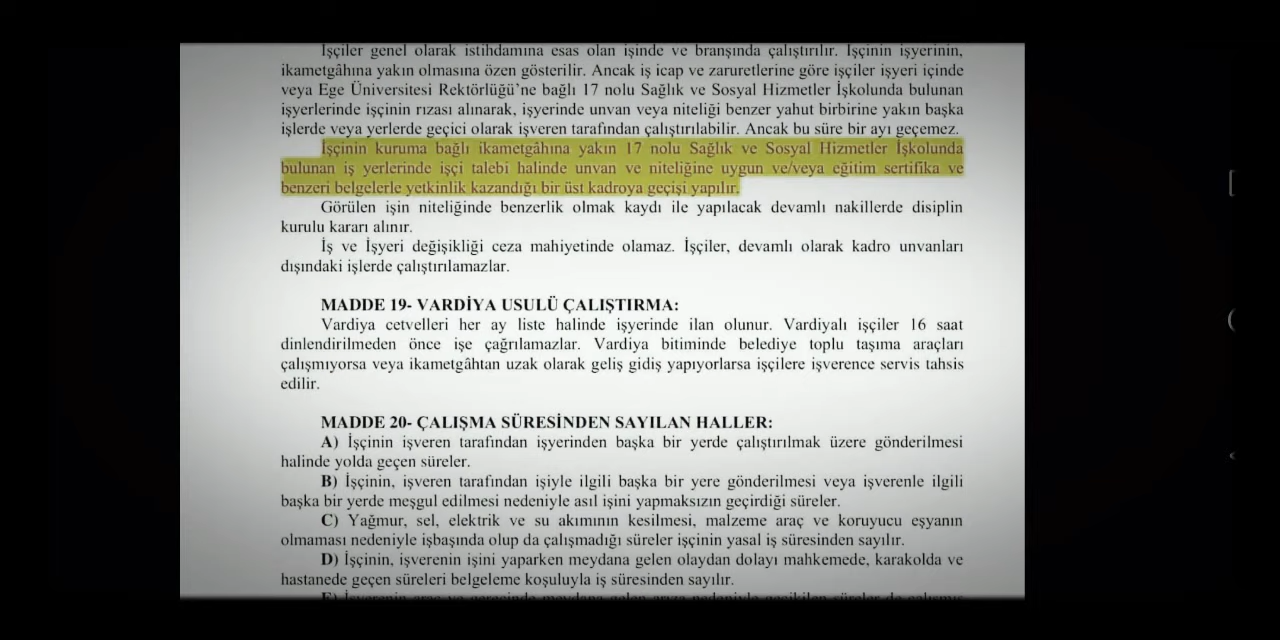 İşçiler genel olarak istihdamına esas olan işinde ve branşında çalıştırılır. İşçinin işyerinin,
ikametgâhına yakın olmasına özen gösterilir. Ancak iş icap ve zaruretlerine göre işçiler işyeri içinde
veya Ege Üniversitesi Rektörlüğü'ne bağlı 17 nolu Sağlık ve Sosyal Hizmetler İşkolunda bulunan
işyerlerinde işçinin rızası alınarak, işyerinde unvan veya niteliği benzer yahut birbirine yakın başka
işlerde veya yerlerde geçici olarak işveren tarafından çalıştırılabilir. Ancak bu süre bir ayı geçemez.
İşçinin kuruma bağlı ikametgâhına yakın 17 nolu Sağlık ve Sosyal Hizmetler İşkolunda
bulunan iş yerlerinde işçi talebi halinde unvan ve niteliğine uygun ve/veya eğitim sertifika ve
benzeri belgelerle yetkinlik kazandığı bir üst kadroya geçişi yapılır.
Görülen işin niteliğinde benzerlik olmak kaydı ile yapılacak devamlı nakillerde disiplin
kurulu kararı alınır.
İş ve İşyeri değişikliği ceza mahiyetinde olamaz. İşçiler, devamlı olarak kadro unvanları
dışındaki işlerde çalıştırılamazlar.
MADDE 19- VARDİYA USULÜ ÇALIŞTIRMA:
Vardiya cetvelleri her ay liste halinde işyerinde ilan olunur. Vardiyalı işçiler 16 saat
dinlendirilmeden önce işe çağrılamazlar. Vardiya bitiminde belediye toplu taşıma araçları
çalışmıyorsa veya ikametgâhtan uzak olarak geliş gidiş yapıyorlarsa işçilere işverence servis tahsis
edilir.
MADDE 20- ÇALIŞMA SÜRESİNDEN SAYILAN HALLER:
A) İşçinin işveren tarafından işyerinden başka bir yerde çalıştırılmak üzere gönderilmesi
halinde yolda geçen süreler.
B) İşçinin, işveren tarafından işiyle ilgili başka bir yere gönderilmesi veya işverenle ilgili
başka bir yerde meşgul edilmesi nedeniyle asıl işini yapmaksızın geçirdiği süreler.
C) Yağmur, sel, elektrik ve su akımının kesilmesi, malzeme araç ve koruyucu eşyanın
olmaması nedeniyle işbaşında olup da çalışmadığı süreler işçinin yasal iş süresinden sayılır.
D) İşçinin, işverenin işini yaparken meydana gelen olaydan dolayı mahkemede, karakolda ve
hastanede geçen süreleri belgeleme koşuluyla iş süresinden sayılır.